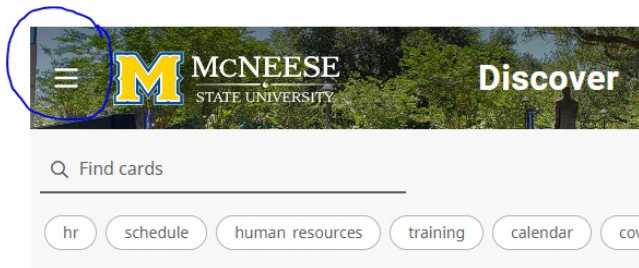 M McNEESE
STATE UNIVERSITY
Discover
Find cards
hr schedule human resources training calendar